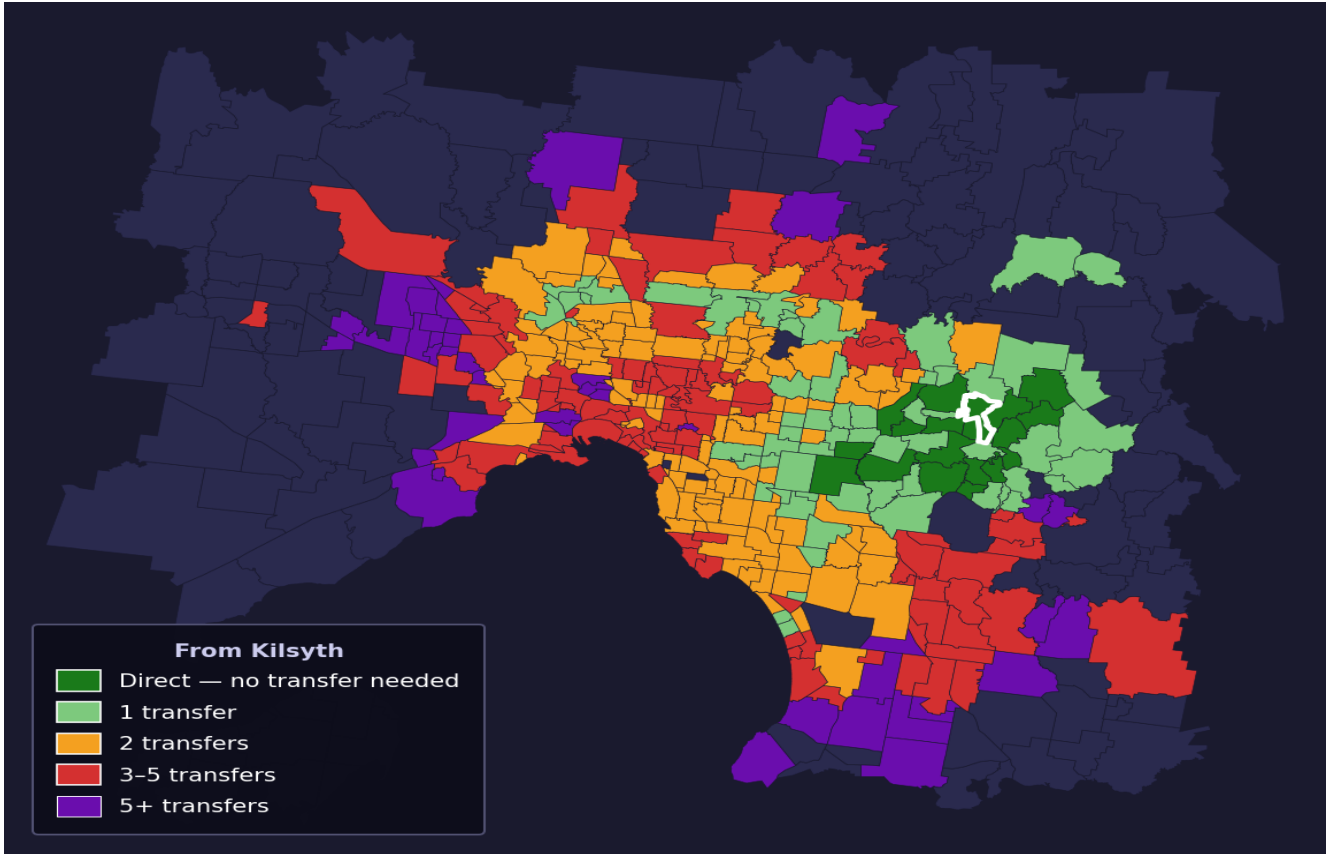 From Kilsyth
Direct — no transfer needed
1 transfer
2 transfers
3–5 transfers
5+ transfers